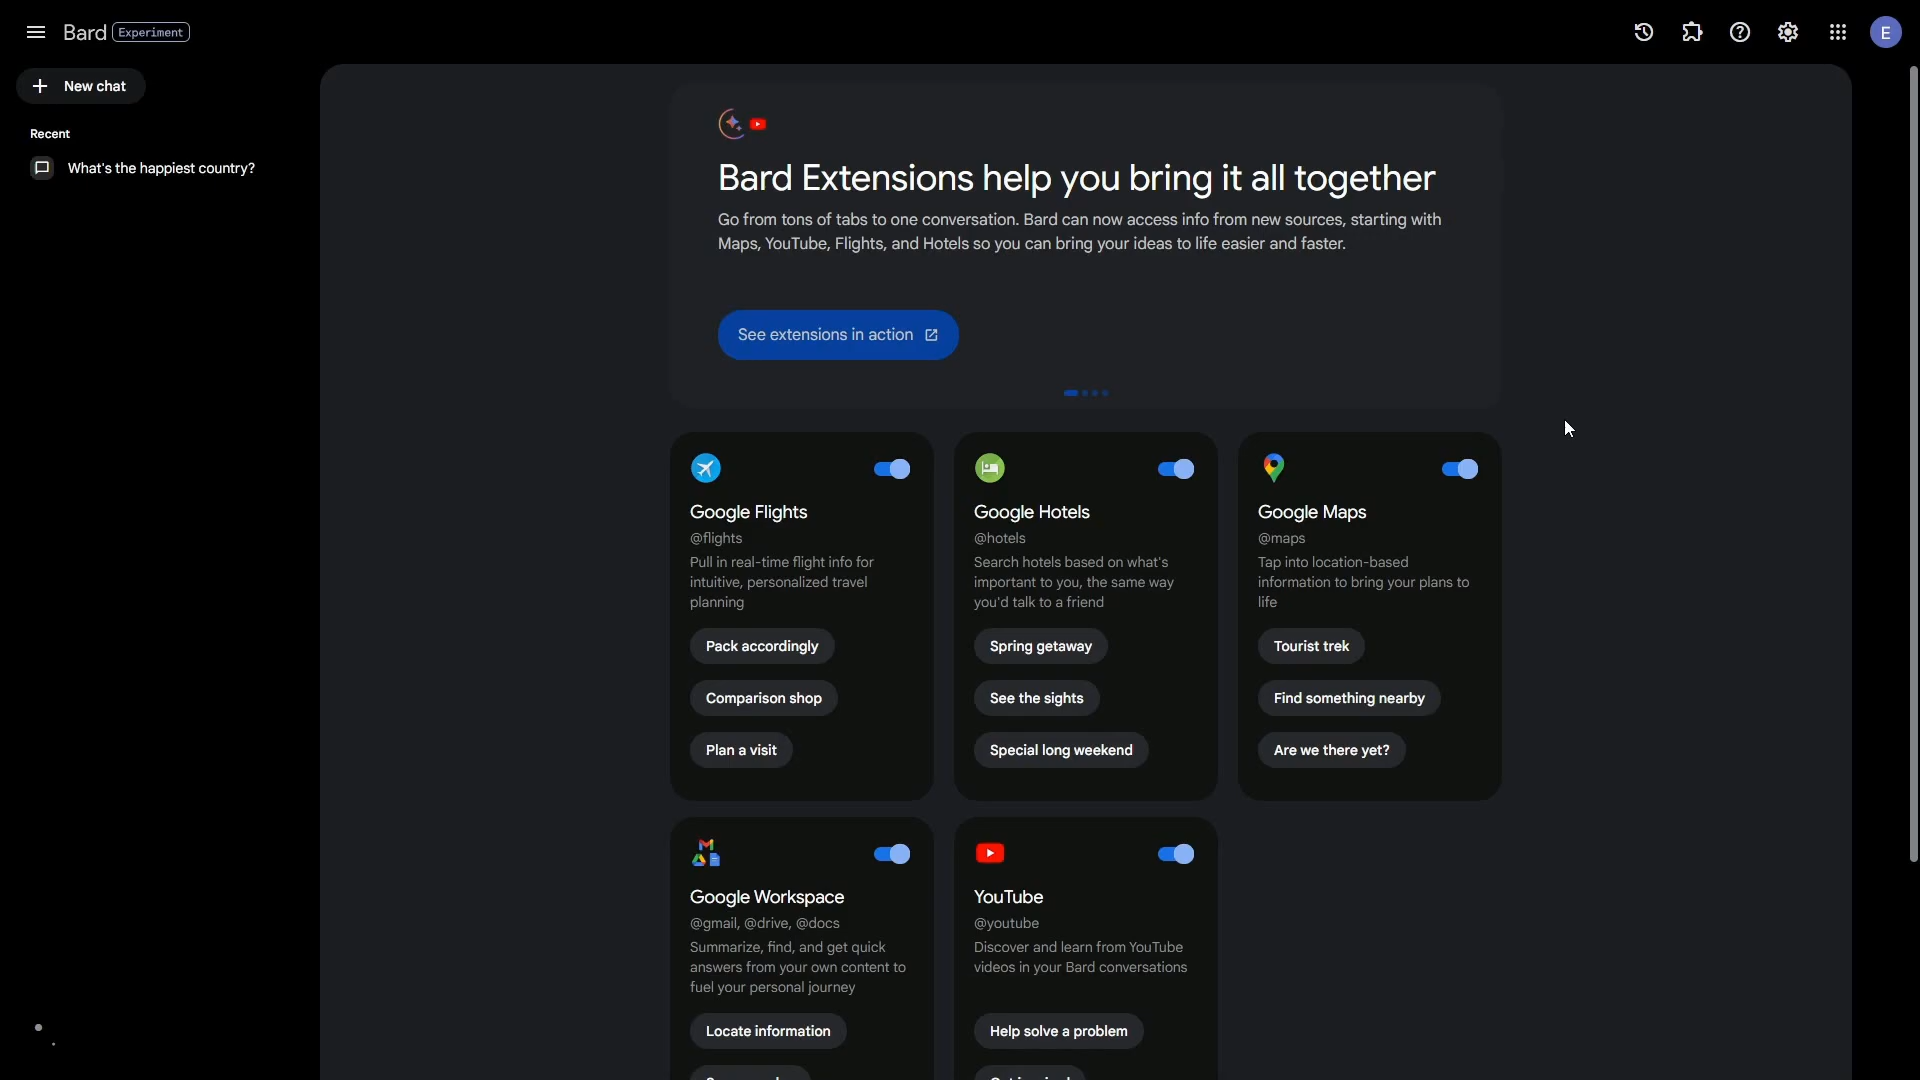 Bard Experiment
E
New chat
Recent
What's the happiest country?
Bard Extensions help you bring it all together
Go from tons of tabs to one conversation. Bard can now access info from new sources, starting with
Maps, YouTube, Flights, and Hotels so you can bring your ideas to life easier and faster.
See extensions in action
Google Flights
@flights
Pull in real-time flight info for
intuitive, personalized travel
planning
Pack accordingly
Comparison shop
Plan a visit
Google Hotels
@hotels
Search hotels based on what's
important to you, the same way
you'd talk to a friend
Spring getaway
See the sights
Special long weekend
Google Maps
@maps
Tap into location-based
information to bring your plans to
life
Tourist trek
Find something nearby
Are we there yet?
Google Workspace
@gmail, @drive, @docs
Summarize, find, and get quick
answers from your own content to
fuel your personal journey
Locate information
YouTube
@youtube
Discover and learn from YouTube
videos in your Bard conversations
Help solve a problem